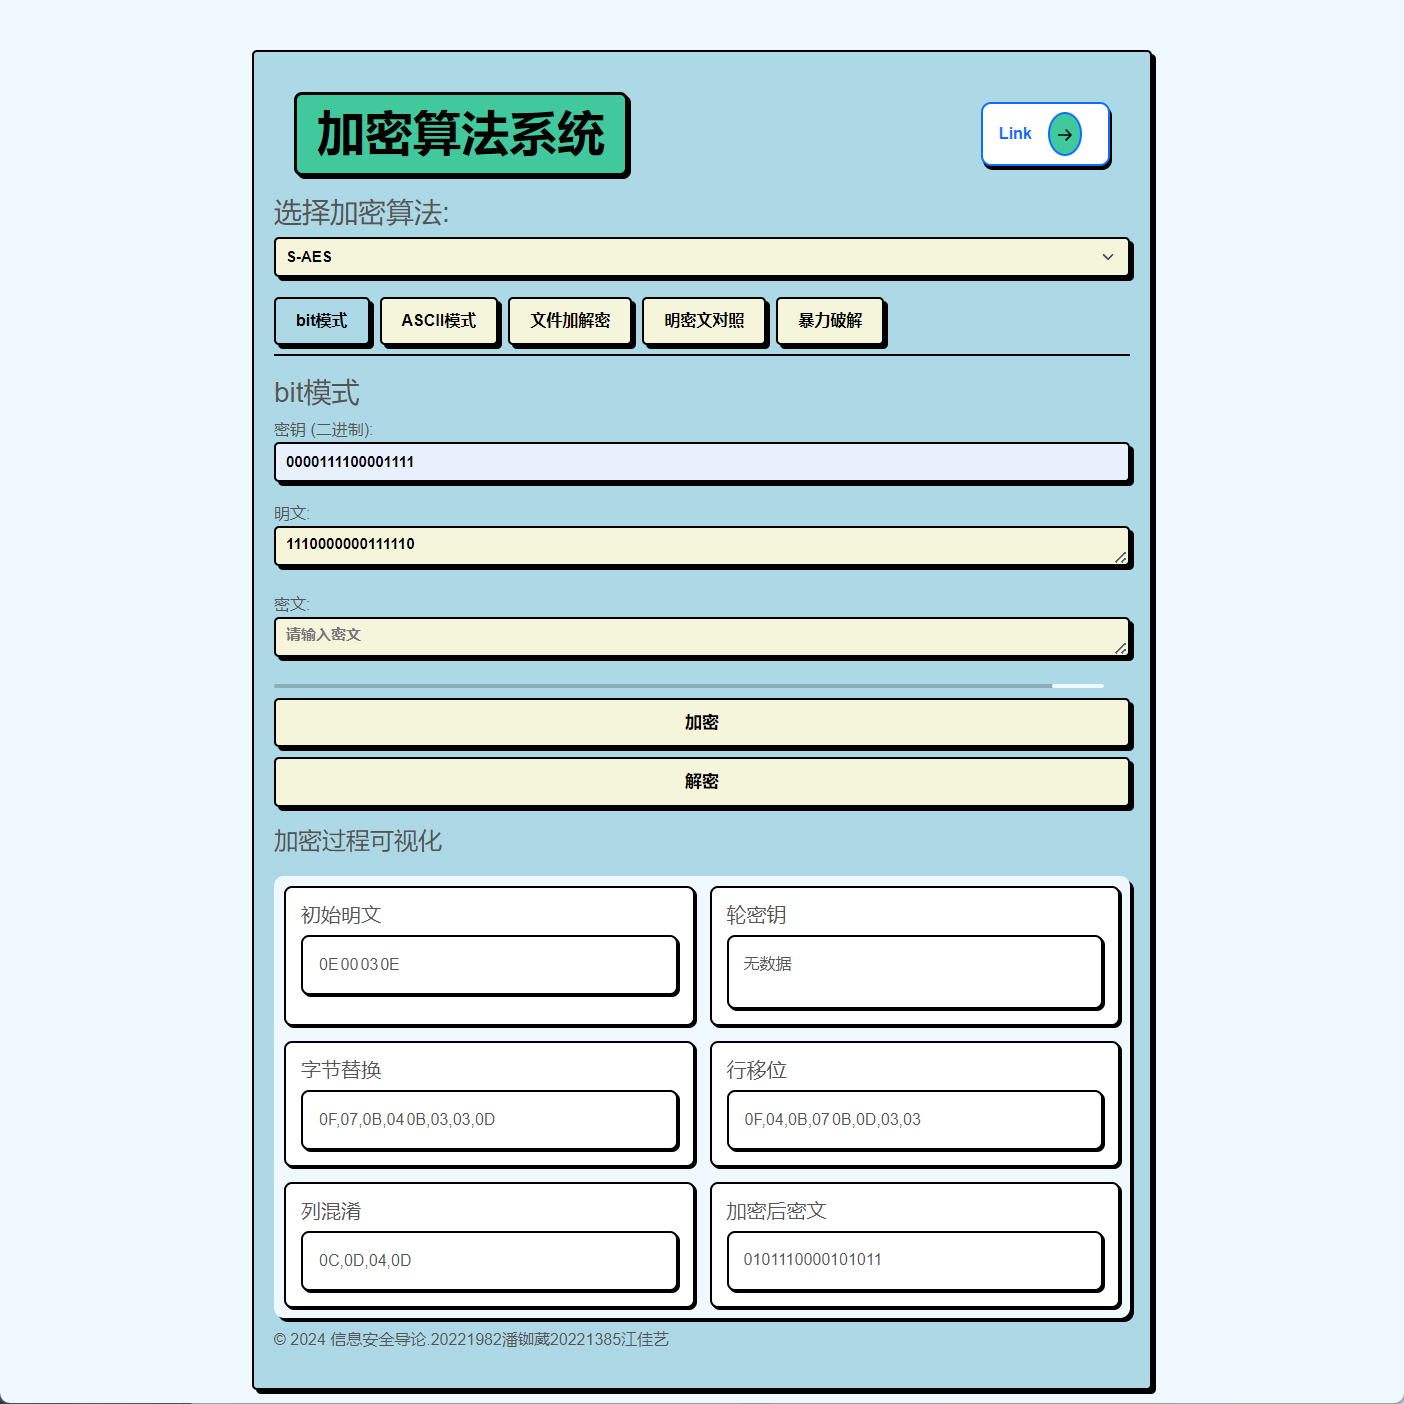 加密算法系统
Link
选择加密算法:
S-AES
bit模式 ASCII模式 文件加解密 明密文对照 暴力破解
bit模式
密钥 (二进制):
0000111100001111
明文:
1110000000111110
密文:
请输入密文
加密
解密
加密过程可视化
初始明文
0E 00 03 0E
轮密钥
无数据
字节替换
0F,07,0B,04 0B,03,03,0D
行移位
0F,04,0B,07 0B,0D,03,03
列混淆
0C,0D,04,0D
加密后密文
0101110000101011
© 2024 信息安全导论.20221982潘铷葳20221385江佳艺